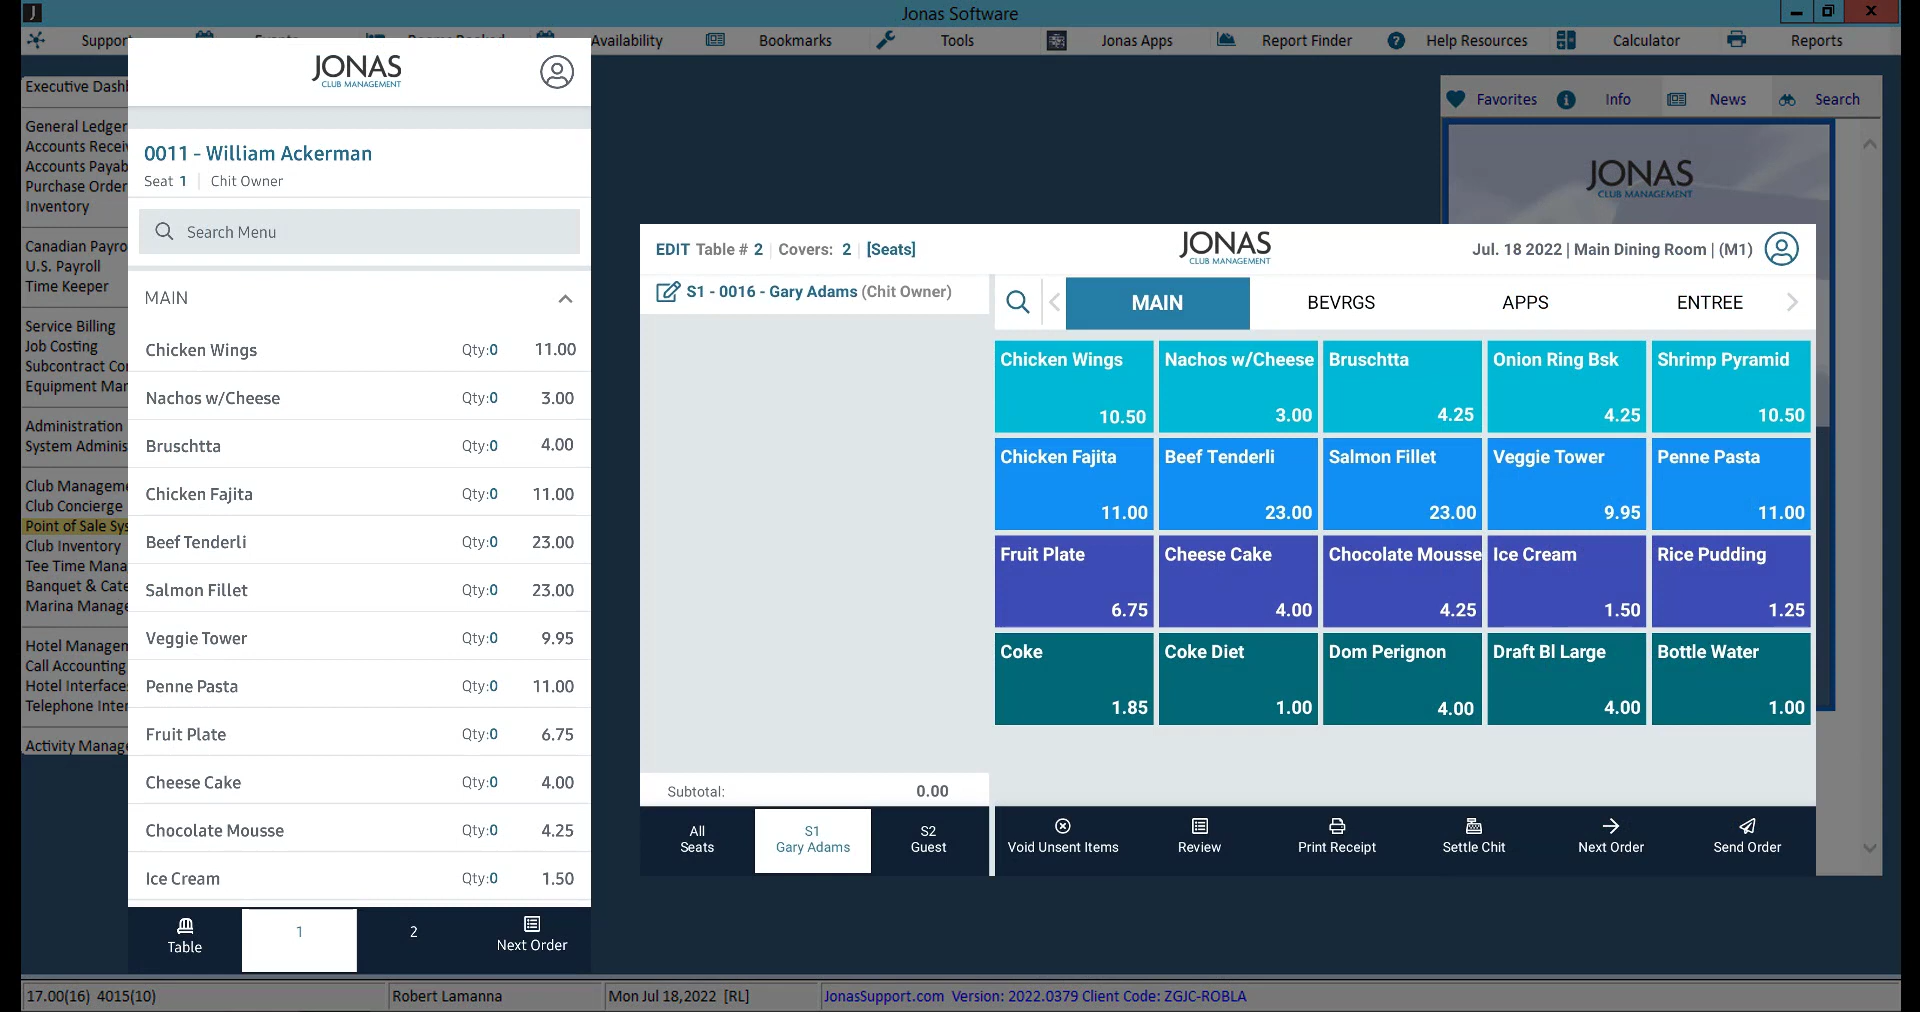 J
Jonas Software
Support
Availability
Bookmarks
Tools
Jonas Apps
Report Finder
Help Resources
Calculator
Reports
Executive Dashb
General Ledger
Accounts Recei
Accounts Payab
Purchase Order
Inventory
Canadian Payro
U.S. Payroll
Time Keeper
Service Billing
Job Costing
Subcontract Co
Equipment Mar
Administration
System Adminis
Club Manageme
Club Concierge
Point of Sale Sys
Club Inventory
Tee Time Mana
Banquet & Cate
Marina Manage
Hotel Managen
Call Accounting
Hotel Interface
Telephone Inter
Activity Manage
JONAS
CLUB MANAGEMENT
0011 - William Ackerman
Seat 1 | Chit Owner
Search Menu
MAIN
Chicken Wings Qty:0 11.00
Nachos w/Cheese Qty:0 3.00
Bruschtta Qty:0 4.00
Chicken Fajita Qty:0 11.00
Beef Tenderli Qty:0 23.00
Salmon Fillet Qty:0 23.00
Veggie Tower Qty:0 9.95
Penne Pasta Qty:0 11.00
Fruit Plate Qty:0 6.75
Cheese Cake Qty:0 4.00
Chocolate Mousse Qty:0 4.25
Ice Cream Qty:0 1.50
Table
1
2
Next Order
Favorites
Info
News
Search
JONAS
CLUB MANAGEMENT
EDIT Table # 2 | Covers: 2 | [Seats]
JONAS
CLUB MANAGEMENT
Jul. 18 2022 | Main Dining Room | (M1)
S1 - 0016 - Gary Adams (Chit Owner)
MAIN
BEVRGS
APPS
ENTREE
Chicken Wings
10.50
Nachos w/Cheese
3.00
Bruschtta
4.25
Onion Ring Bsk
4.25
Shrimp Pyramid
10.50
Chicken Fajita
11.00
Beef Tenderli
23.00
Salmon Fillet
23.00
Veggie Tower
9.95
Penne Pasta
11.00
Fruit Plate
6.75
Cheese Cake
4.00
Chocolate Mousse
4.25
Ice Cream
1.50
Rice Pudding
1.25
Coke
1.85
Coke Diet
1.00
Dom Perignon
4.00
Draft Bl Large
4.00
Bottle Water
1.00
Subtotal: 0.00
All
Seats
S1
Gary Adams
S2
Guest
Void Unsent Items
Review
Print Receipt
Settle Chit
Next Order
Send Order
17.00(16) 4015(10)
Robert Lamanna
Mon Jul 18,2022 [RL]
JonasSupport.com Version: 2022.0379 Client Code: ZGJC-ROBLA